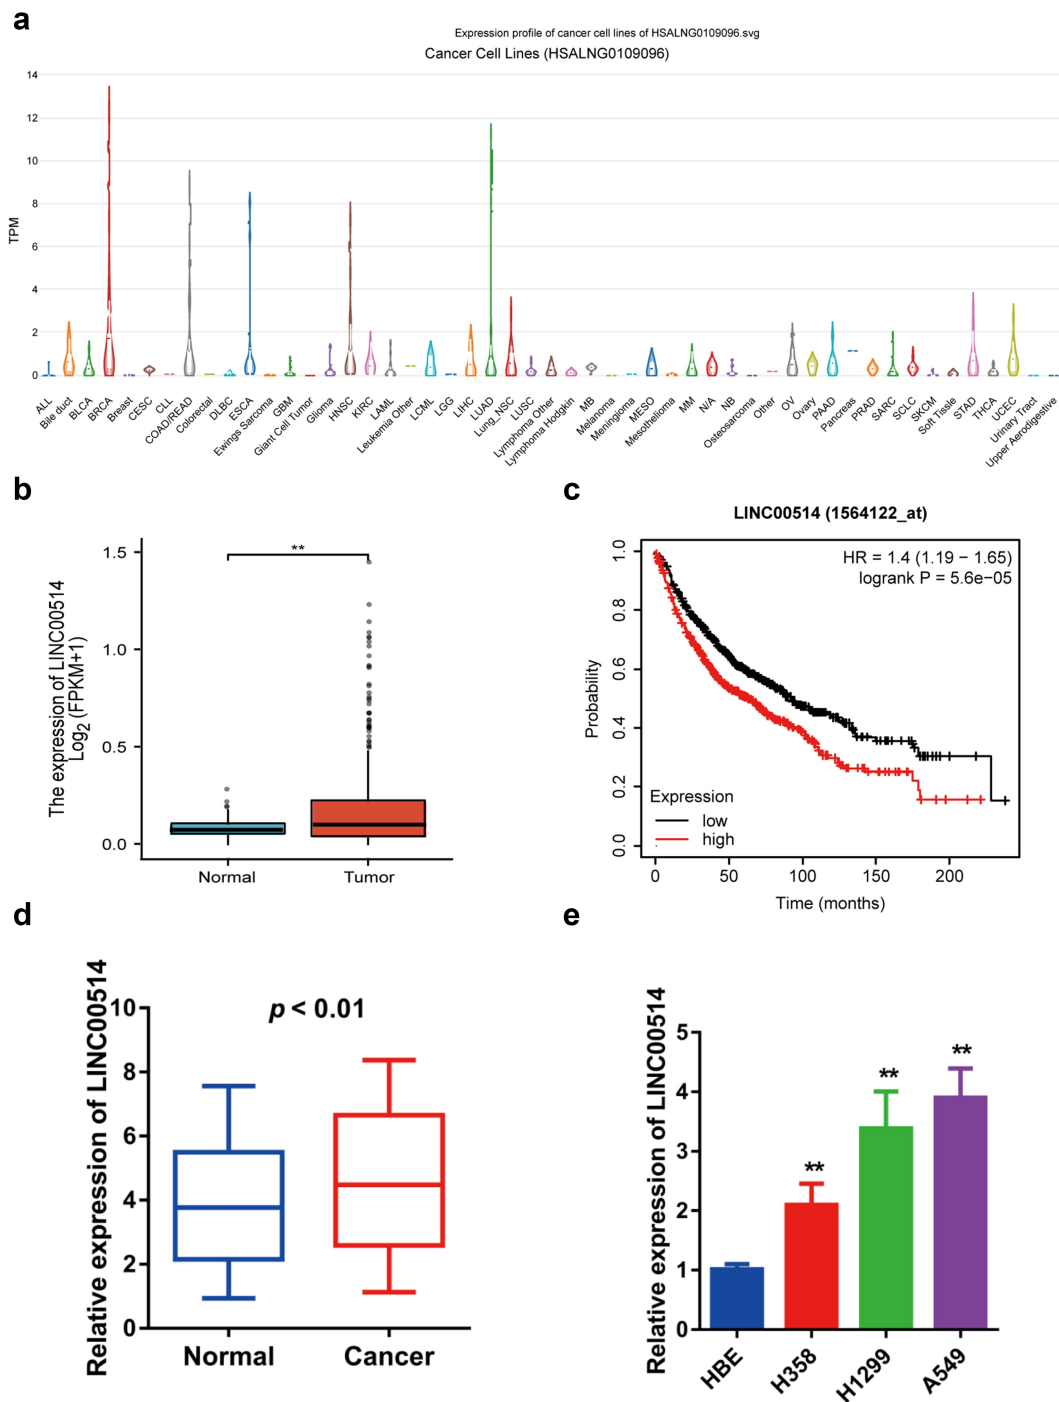 a
Expression profile of cancer cell lines of HSALNG0109096.svg
Cancer Cell Lines (HSALNG0109096)
14
12
10
8
6
4
2
0
TPM
ALL
Bile duct
BLCA
BRCA
Breast
CESC
CLL
COAD/READ
Colorectal
DLBC
ESCA
Ewings Sarcoma
GBM
Giant Cell Tumor
Glioma
HNSC
KIRC
LAML
Leukemia Other
LCML
LGG
LIHC
LUAD
Lung_NSC
LUSC
Lymphoma Other
Lymphoma Hodgkin
MB
Melanoma
Meningioma
MESO
Mesothelioma
MM
N/A
NB
Osteosarcoma
Other
OV
Ovary
PAAD
Pancreas
PRAD
SARC
SCLC
SKCM
Soft Tissle
STAD
THCA
UCEC
Urinary Tract
Upper Aerodigestive
b
The expression of LINC00514
Log2 (FPKM+1)
1.5
1.0
0.5
0.0
**
Normal
Tumor
c
LINC00514 (1564122_at)
HR = 1.4 (1.19 − 1.65)
logrank P = 5.6e−05
Probability
1.0
0.8
0.6
0.4
0.2
0.0
Expression
low
high
0 50 100 150 200
Time (months)
d
Relative expression of LINC00514
10
8
6
4
2
0
p < 0.01
Normal
Cancer
e
Relative expression of LINC00514
5
4
3
2
1
0
**
**
**
HBE
H358
H1299
A549